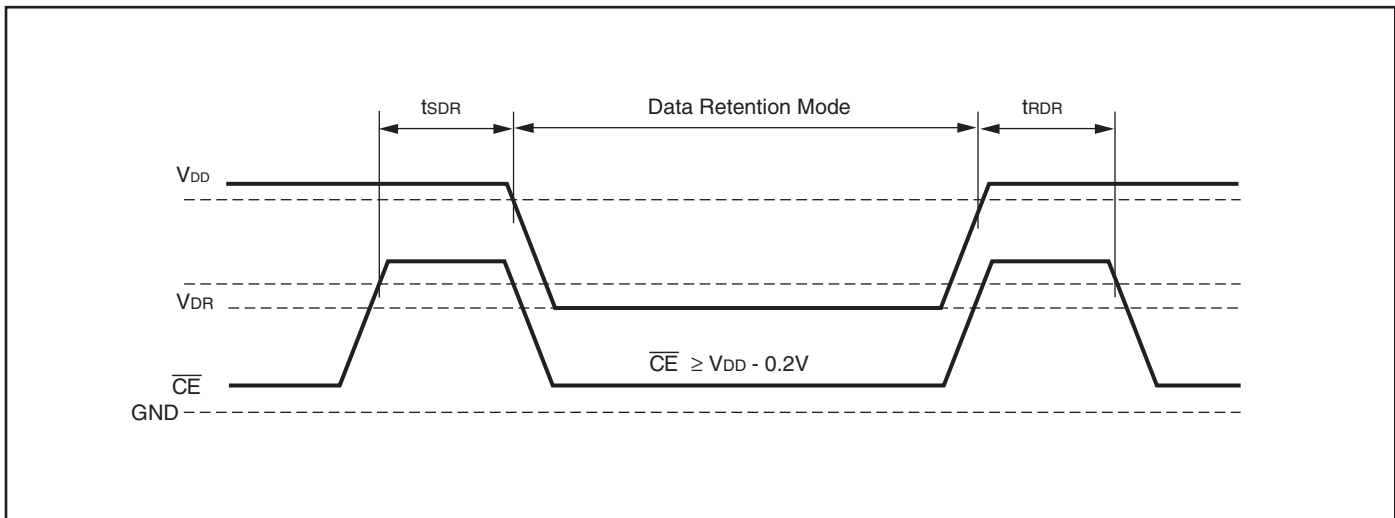 tSDR Data Retention Mode tRDR
VDD
VDR
CE ≥ VDD - 0.2V
CE
GND